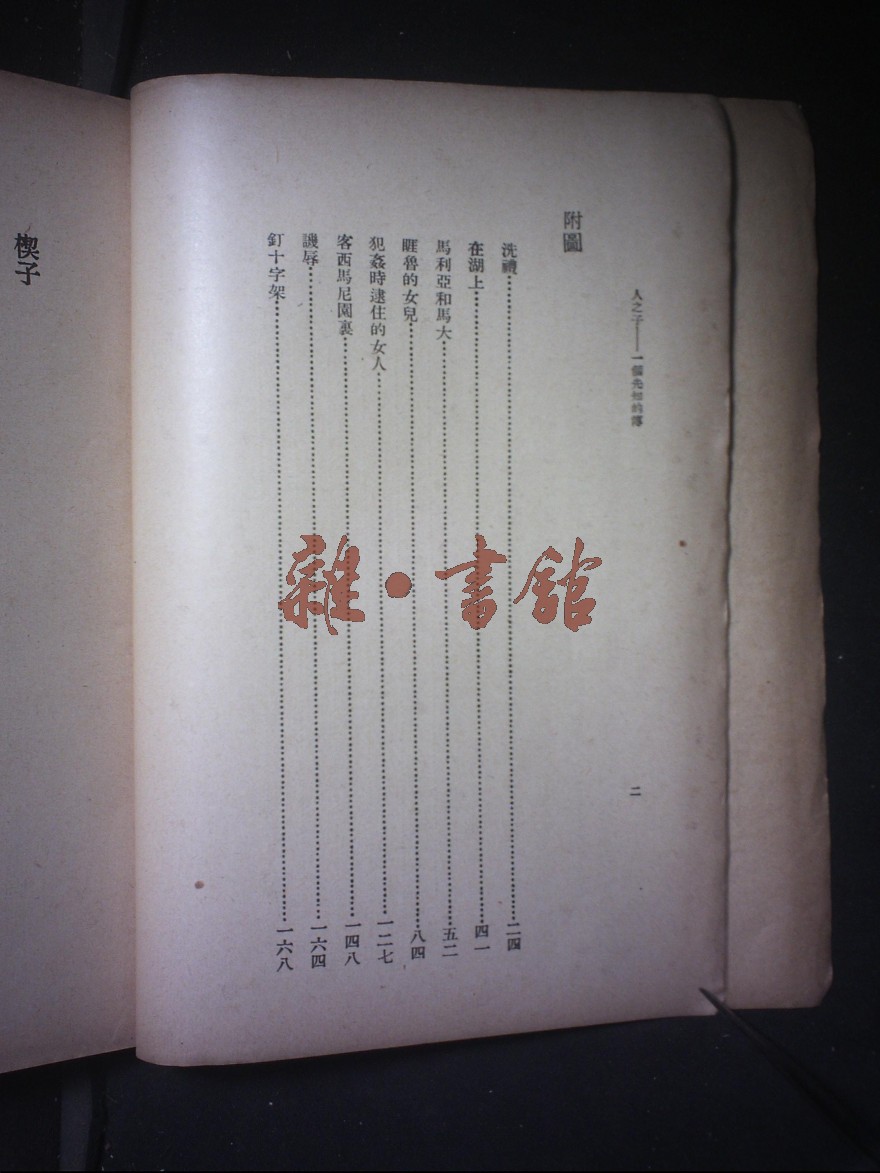 人之子——一個先知的傳
二
附圖
洗禮……二四
在湖上……四一
馬利亞和馬大……五二
睚魯的女兒……八四
犯姦時逮住的女人……一二七
客西馬尼園裏……一四八
譏辱……一六四
釘十字架……一六八
楔子
雜·書館